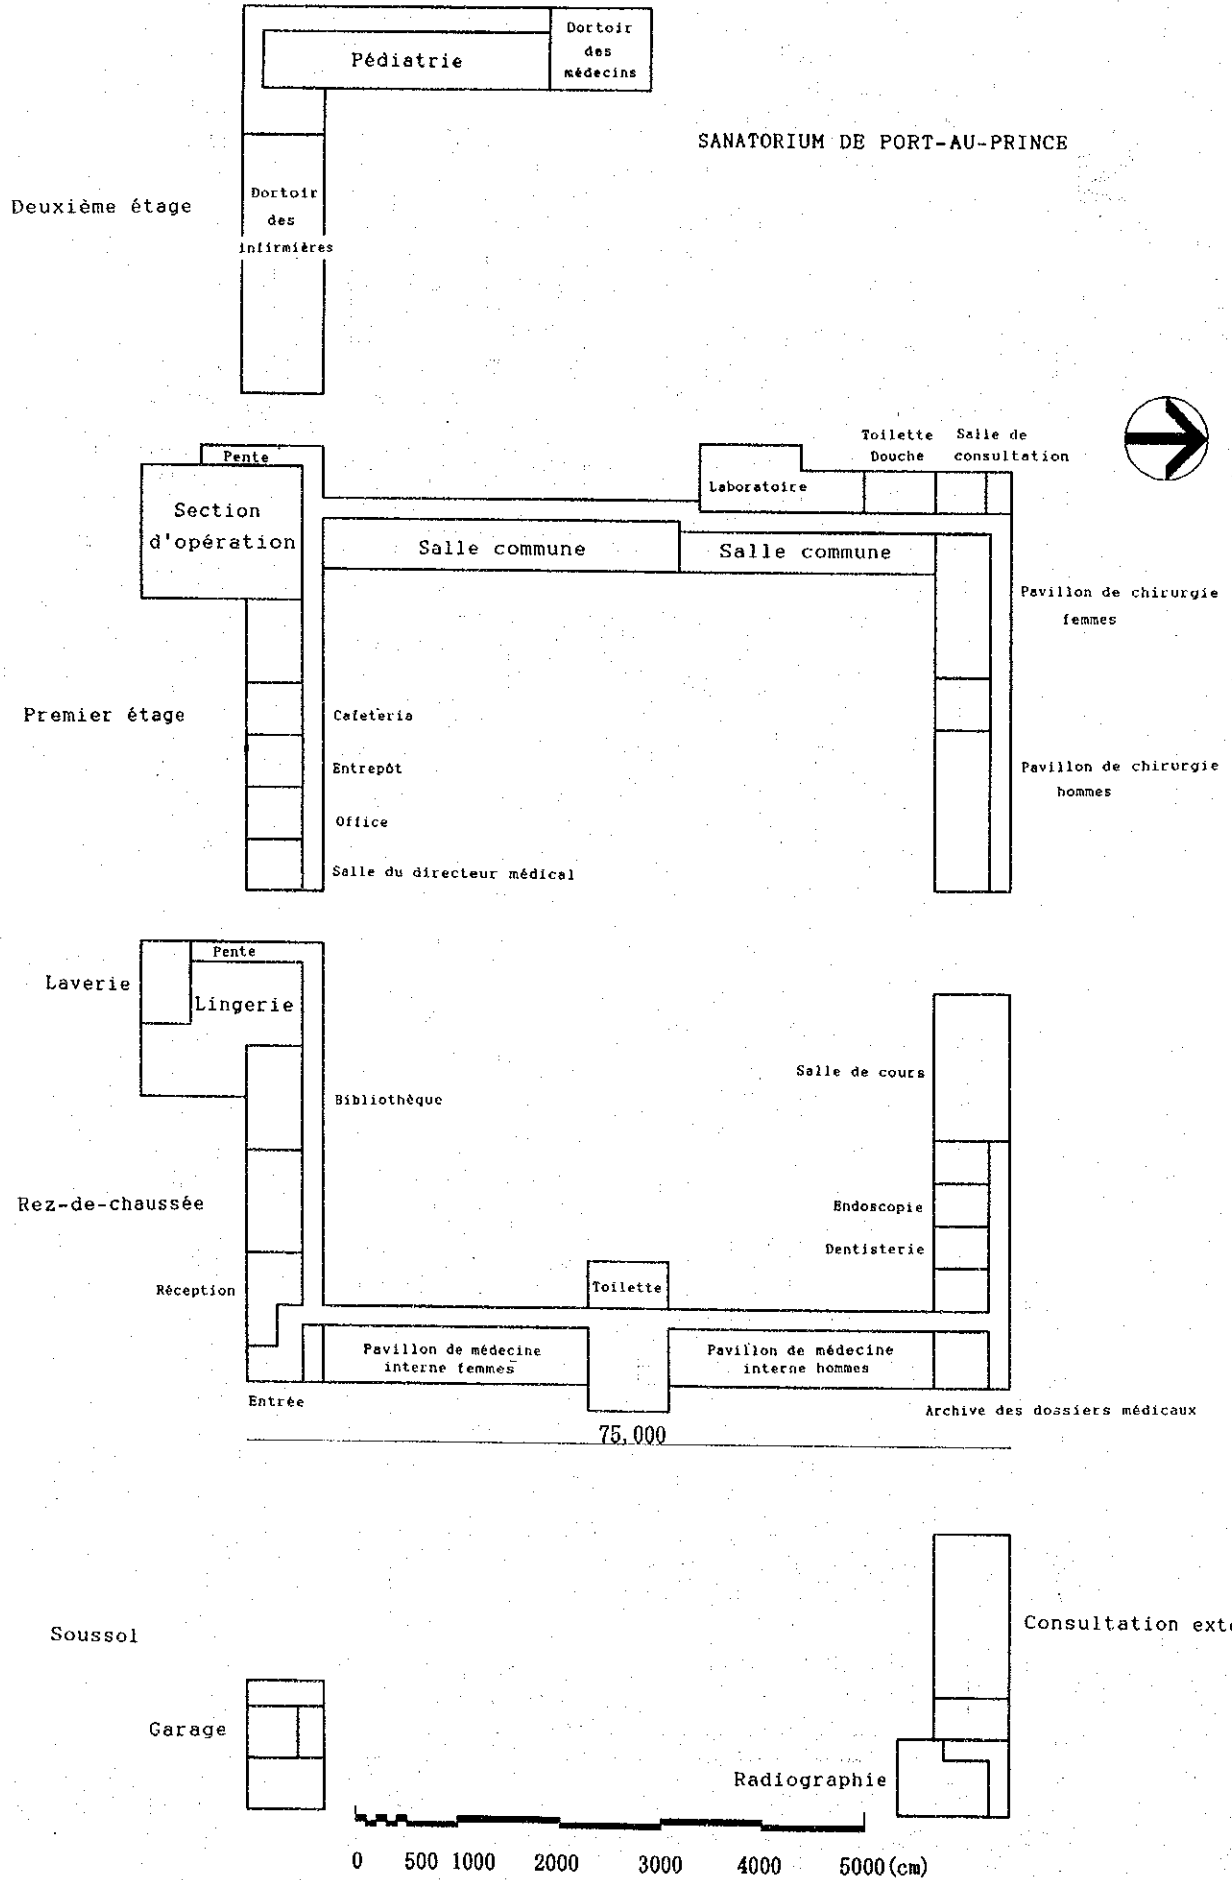 Pédiatrie
Dortoir
des
médecins
SANATORIUM DE PORT-AU-PRINCE
Deuxième étage
Dortoir
des
infirmières
Pente
Toilette
Douche
Salle de
consultation
Section
d'opération
Laboratoire
Salle commune
Salle commune
Pavillon de chirurgie
femmes
Premier étage
Cafeteria
Entrepôt
Office
Salle du directeur médical
Pavillon de chirurgie
hommes
Pente
Laverie
Lingerie
Salle de cours
Bibliothèque
Rez-de-chaussée
Endoscopie
Dentisterie
Réception
Toilette
Pavillon de médecine
interne femmes
Pavillon de médecine
interne hommes
Entrée
Archive des dossiers médicaux
75,000
Soussol
Consultation exte
Garage
Radiographie
0 500 1000 2000 3000 4000 5000(cm)